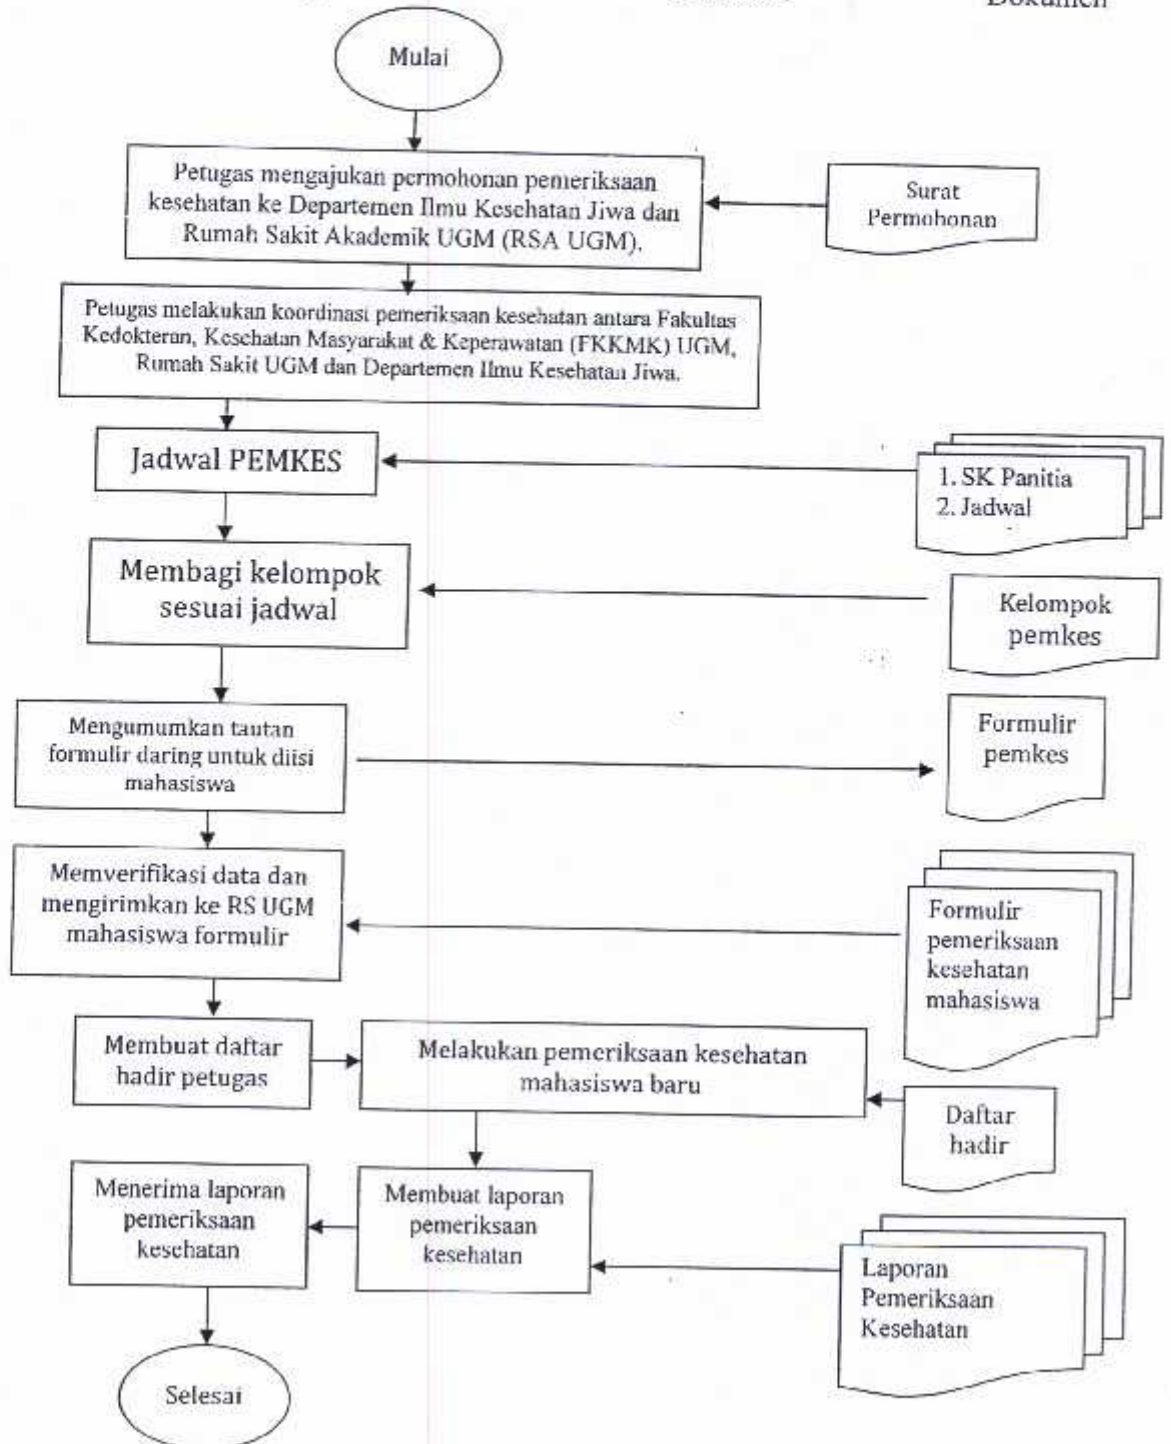 Dokumen
Mulai
Petugas mengajukan permohonan pemeriksaan
kesehatan ke Departemen Ilmu Kesehatan Jiwa dan
Rumah Sakit Akademik UGM (RSA UGM).
Surat
Permohonan
Petugas melakukan koordinasi pemeriksaan kesehatan antara Fakultas
Kedokteran, Kesehatan Masyarakat & Keperawatan (FKKMK) UGM,
Rumah Sakit UGM dan Departemen Ilmu Kesehatan Jiwa.
Jadwal PEMKES
1. SK Panitia
2. Jadwal
Membagi kelompok
sesuai jadwal
Kelompok
pemkes
Mengumumkan tautan
formulir daring untuk diisi
mahasiswa
Formulir
pemkes
Memverifikasi data dan
mengirimkan ke RS UGM
mahasiswa formulir
Formulir
pemeriksaan
kesehatan
mahasiswa
Membuat daftar
hadir petugas
Melakukan pemeriksaan kesehatan
mahasiswa baru
Daftar
hadir
Menerima laporan
pemeriksaan
kesehatan
Membuat laporan
pemeriksaan
kesehatan
Laporan
Pemeriksaan
Kesehatan
Selesai